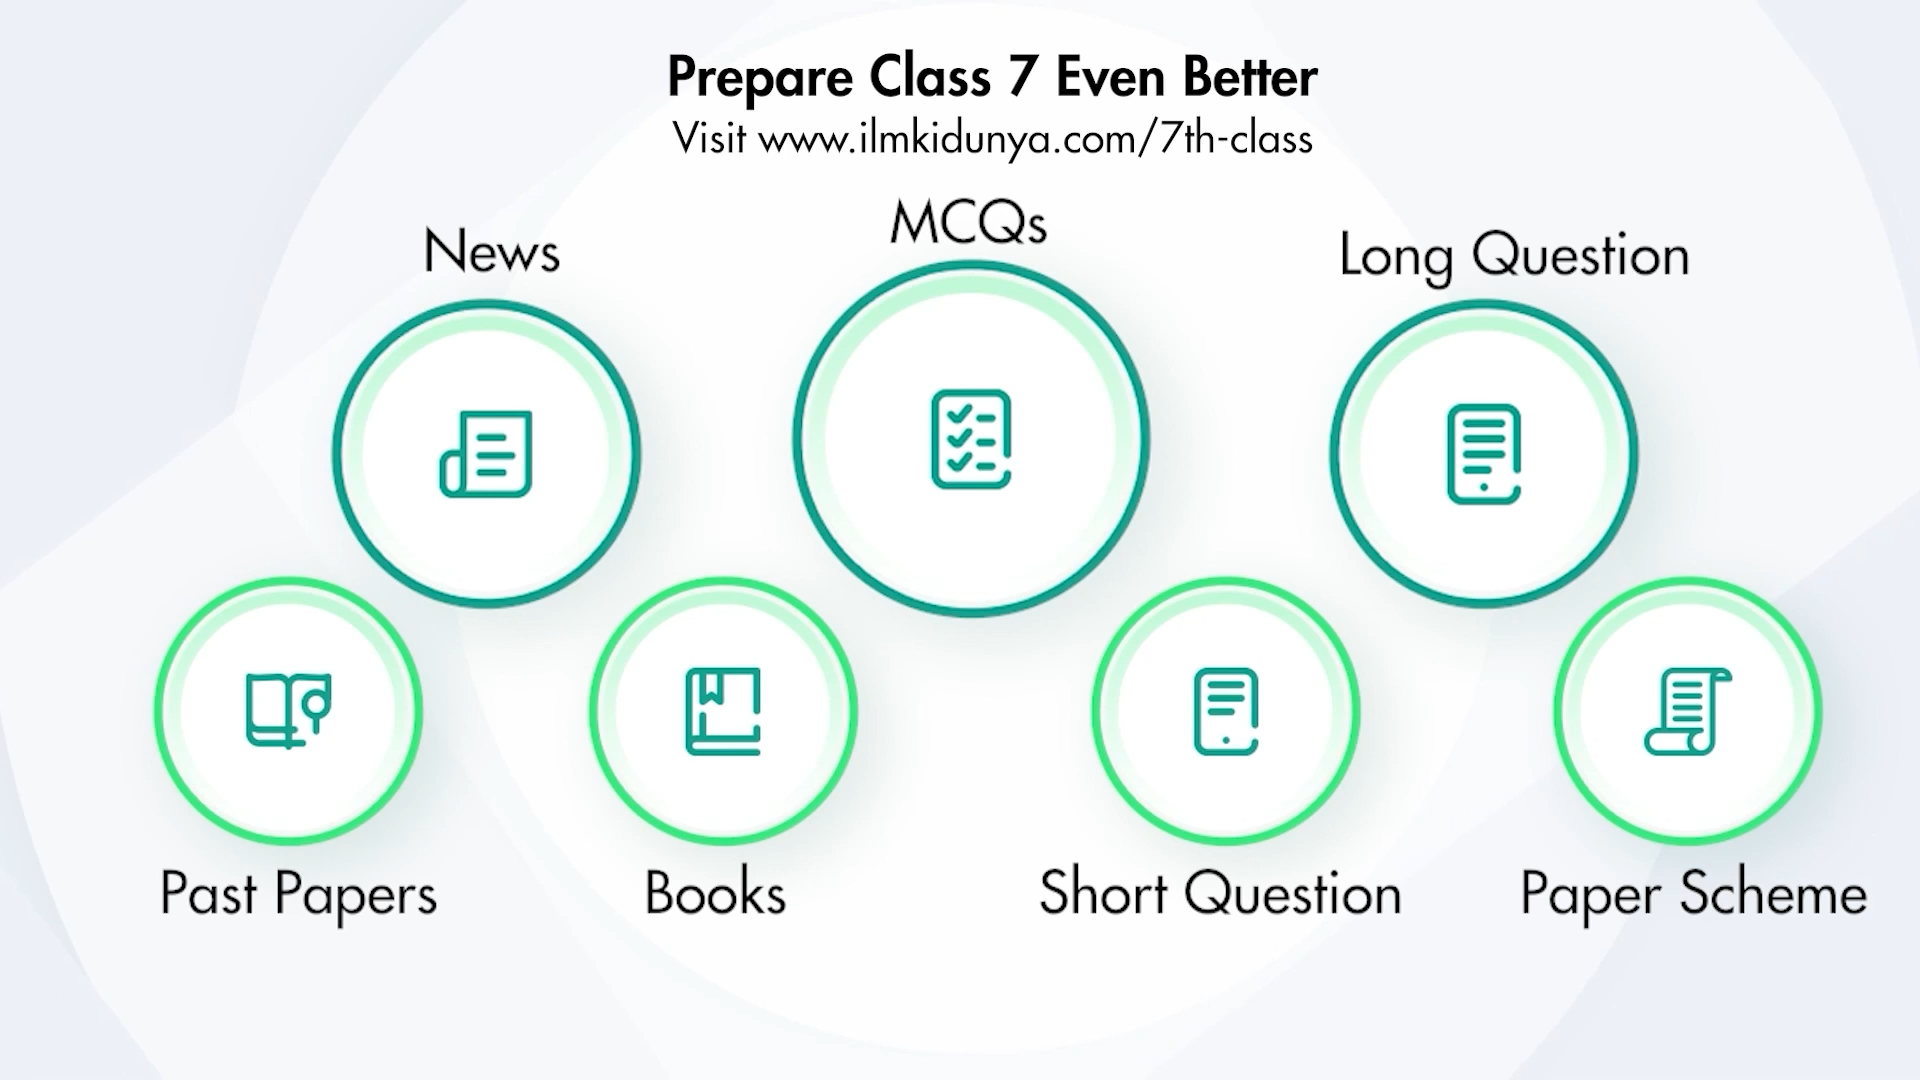 Prepare Class 7 Even Better
Visit www.ilmkidunya.com/7th-class
News
MCQs
Long Question
Past Papers
Books
Short Question
Paper Scheme